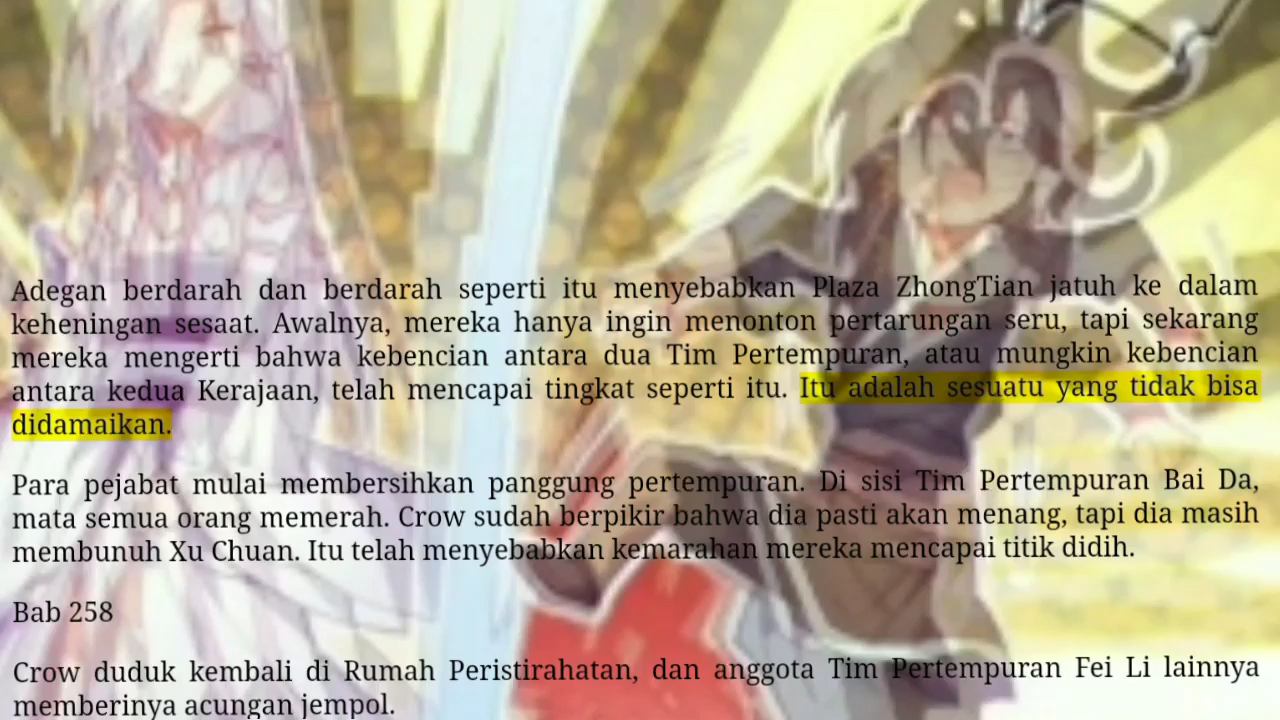 Adegan berdarah dan berdarah seperti itu menyebabkan Plaza ZhongTian jatuh ke dalam
keheningan sesaat. Awalnya, mereka hanya ingin menonton pertarungan seru, tapi sekarang
mereka mengerti bahwa kebencian antara dua Tim Pertempuran, atau mungkin kebencian
antara kedua Kerajaan, telah mencapai tingkat seperti itu. Itu adalah sesuatu yang tidak bisa
didamaikan.
Para pejabat mulai membersihkan panggung pertempuran. Di sisi Tim Pertempuran Bai Da,
mata semua orang memerah. Crow sudah berpikir bahwa dia pasti akan menang, tapi dia masih
membunuh Xu Chuan. Itu telah menyebabkan kemarahan mereka mencapai titik didih.
Bab 258
Crow duduk kembali di Rumah Peristirahatan, dan anggota Tim Pertempuran Fei Li lainnya
memberinya acungan jempol.